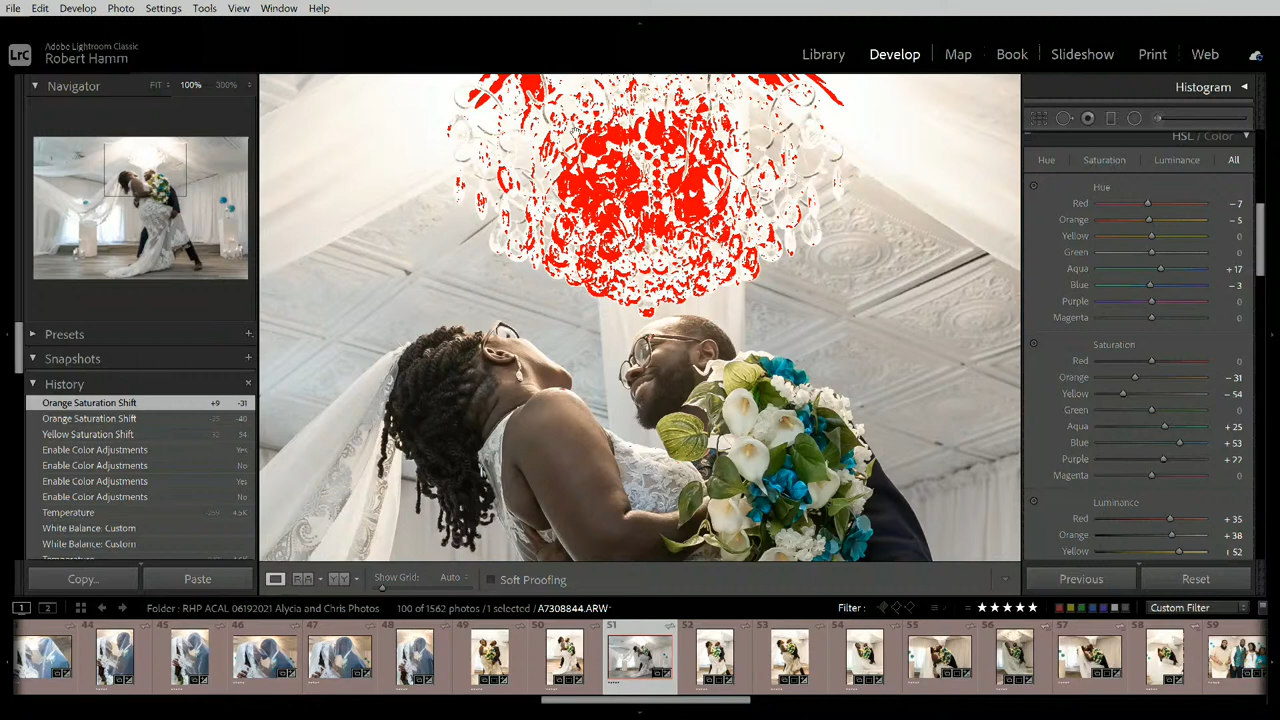 File Edit Develop Photo Settings Tools View Window Help
LrC
Adobe Lightroom Classic
Robert Hamm
Library Develop Map Book Slideshow Print Web
Navigator FIT 100% 300%
Presets
Snapshots
History
Orange Saturation Shift +9 -31
Orange Saturation Shift -25 -40
Yellow Saturation Shift
Enable Color Adjustments Yes
Enable Color Adjustments No
Enable Color Adjustments Yes
Enable Color Adjustments No
Temperature 4.5K
White Balance: Custom
White Balance: Custom
Copy... Paste
Show Grid: Auto Soft Proofing
Histogram
HSL / Color
Hue Saturation Luminance All
Hue
Red -7
Orange -5
Yellow 0
Green 0
Aqua +17
Blue -3
Purple 0
Magenta 0
Saturation
Red 0
Orange -31
Yellow -54
Green 0
Aqua +25
Blue +53
Purple +22
Magenta 0
Luminance
Red +35
Orange +38
Yellow +52
Previous Reset
1 2 Folder : RHP ACAL 06192021 Alycia and Chris Photos 100 of 1562 photos /1 selected / A7308844.ARW Filter : Custom Filter
44 45 46 47 48 49 50 51 52 53 54 55 56 57 58 59